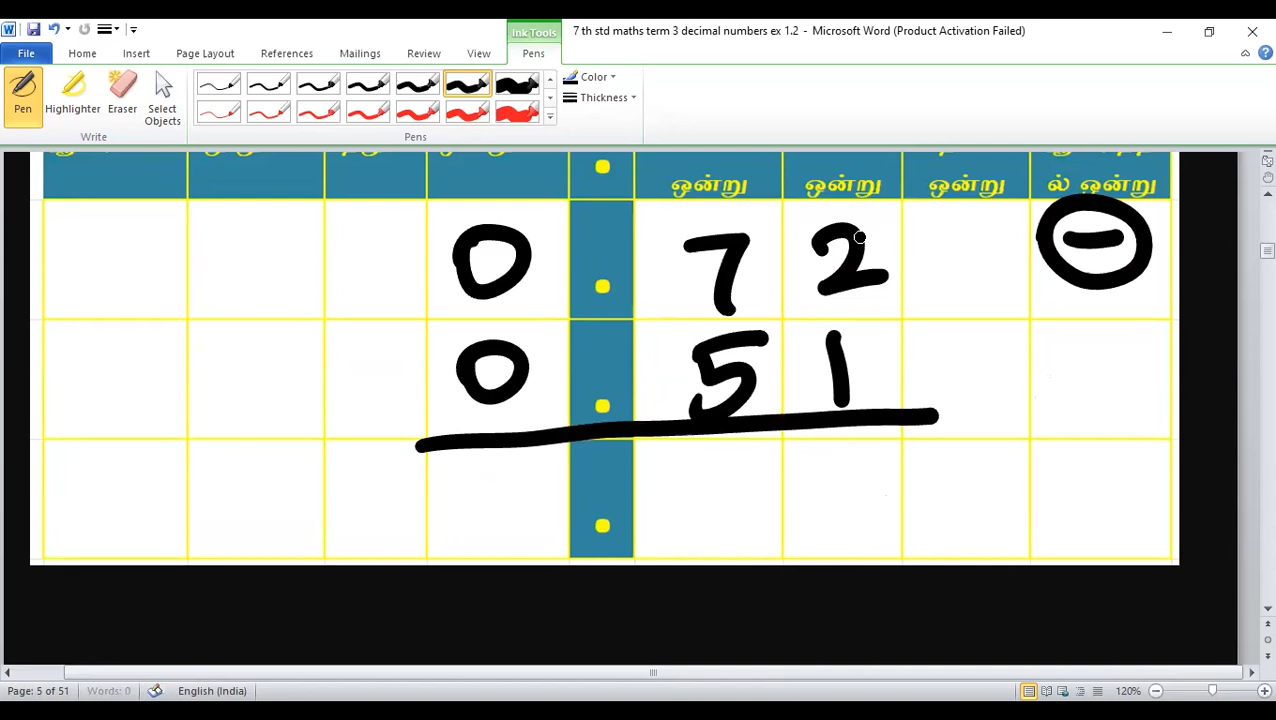 7 th std maths term 3 decimal numbers ex 1.2 - Microsoft Word (Product Activation Failed)
Ink Tools
File Home Insert Page Layout References Mailings Review View Pens
Pen Highlighter Eraser Select Objects
Color
Thickness
Write Pens
ஒன்று ஒன்று ஒன்று ல் ஒன்று
0 . 7 2 −
0 . 5 1
.
Page: 5 of 51 Words: 0 English (India) 120%